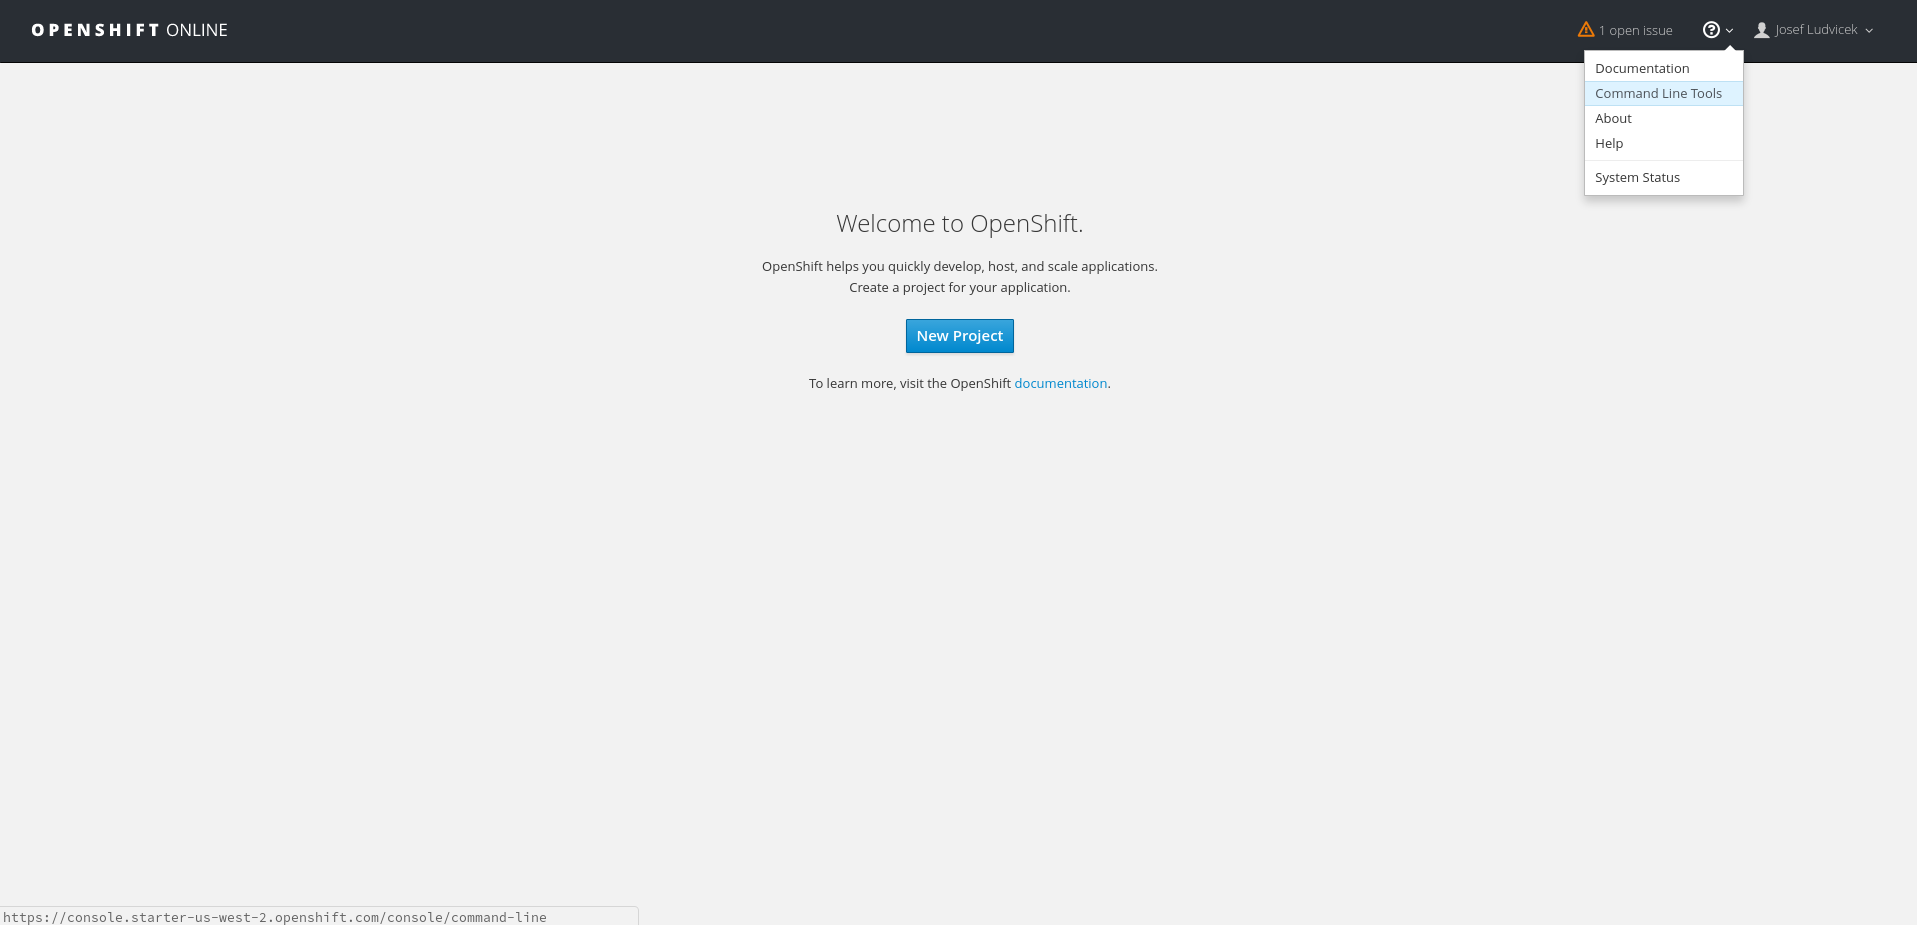 OPENSHIFT ONLINE
1 open issue
Josef Ludvicek
Documentation
Command Line Tools
About
Help
System Status
Welcome to OpenShift.
OpenShift helps you quickly develop, host, and scale applications.
Create a project for your application.
New Project
To learn more, visit the OpenShift documentation.
https://console.starter-us-west-2.openshift.com/console/command-line